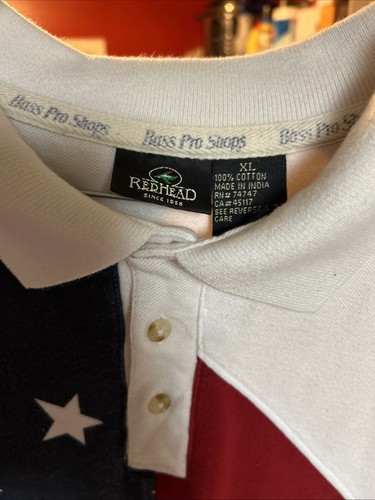 Bass Pro Shops
Bass Pro Shops
Bass Pro Shops
REDHEAD
SINCE 1856
XL
100% COTTON
MADE IN INDIA
RN# 74747
CA# 45117
SEE REVERSE
CARE